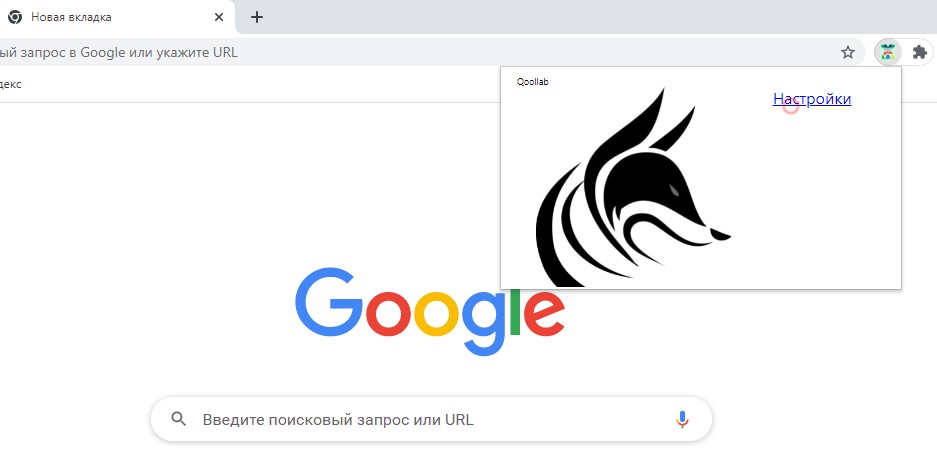 Новая вкладка
ый запрос в Google или укажите URL
декс
Qoollab
Настройки
Google
Введите поисковый запрос или URL